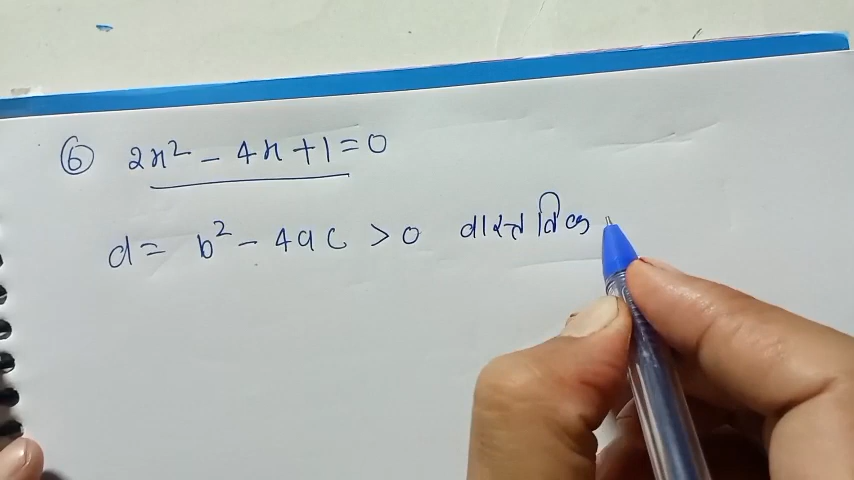 ⑥ 2x² - 4x + 1 = 0
d = b² - 4ac > 0